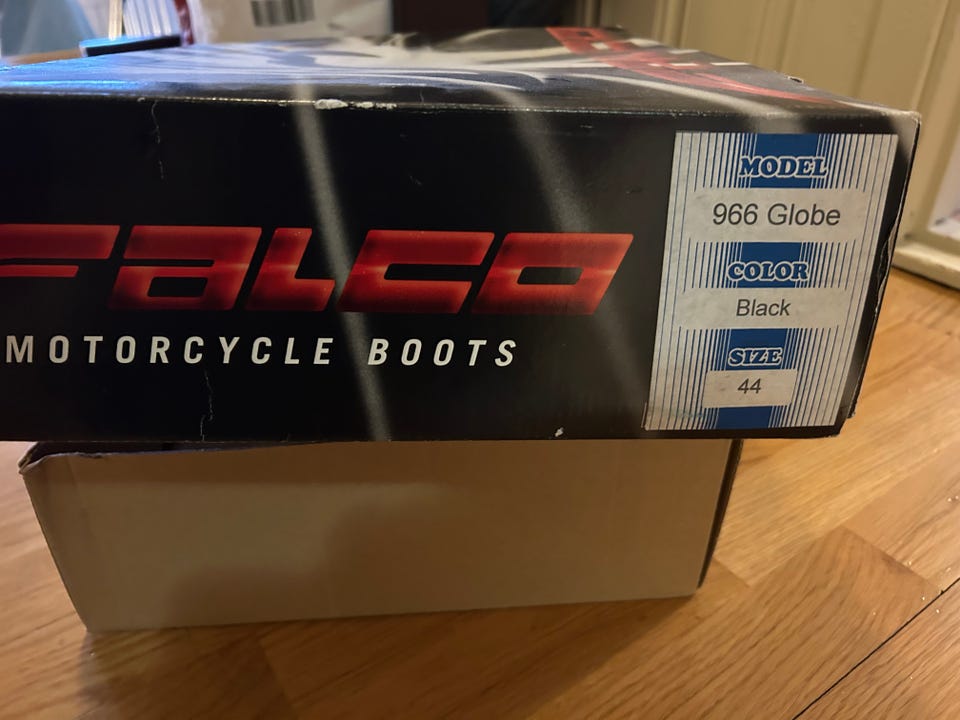 FALCO
MOTORCYCLE BOOTS
MODEL
966 Globe
COLOR
Black
SIZE
44